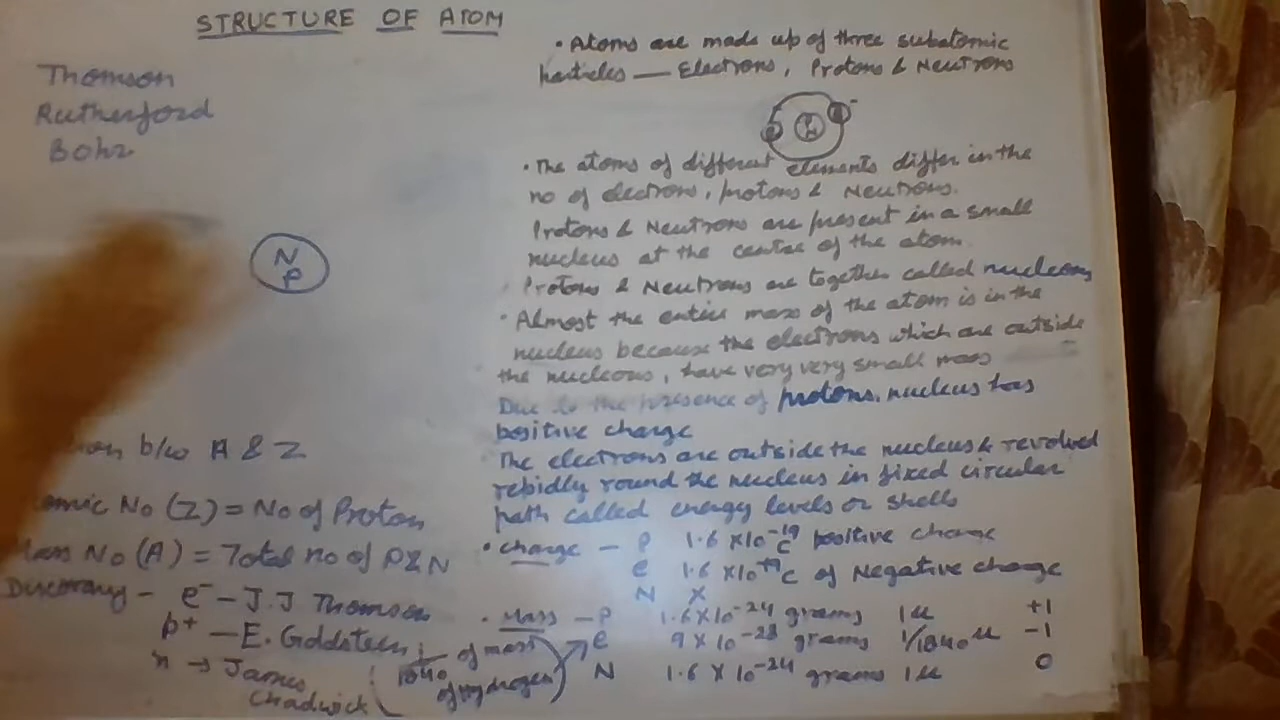 STRUCTURE OF ATOM
Thomson
Rutherford
Bohr
N
P
b/w A & Z
No (Z) = No of Proton
Mass No (A) = Total no of P & N
Discovery - e⁻ - J.J Thomson
p⁺ - E. Goldstein
n → James
Chadwick
• Atoms are made up of three subatomic
particles — Electrons, Protons & Neutrons
• The atoms of different elements differ in the
no of electrons, protons & Neutrons.
Protons & Neutrons are present in a small
nucleus at the centre of the atom.
• Protons & Neutrons are together called nucleons
• Almost the entire mass of the atom is in the
nucleus because the electrons which are outside
the nucleous, have very very small mass
Due to the presence of protons, nucleus has
positive charge
The electrons are outside the nucleus & revolved
rebidly round the nucleus in fixed circular
path called energy levels or shells
• Charge - P 1.6 x10⁻¹⁹ C positive charge
e 1.6 x10⁻¹⁹ C of Negative charge
N X
• Mass - P 1.6 x 10⁻²⁴ grams 1u +1
e 9 x 10⁻²⁸ grams 1/1840 u -1
N 1.6 x 10⁻²⁴ grams 1u 0
(1/1840 of mass
of Hydrogen)